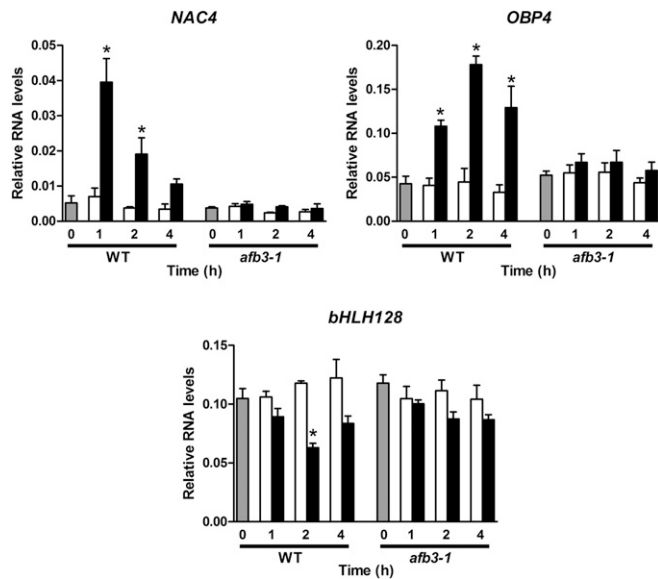 NAC4
Relative RNA levels
0.05
0.04
0.03
0.02
0.01
0.00
*
*
0 1 2 4 0 1 2 4
WT afb3-1
Time (h)
OBP4
Relative RNA levels
0.20
0.15
0.10
0.05
0.00
*
*
*
0 1 2 4 0 1 2 4
WT afb3-1
Time (h)
bHLH128
Relative RNA levels
0.15
0.10
0.05
0.00
*
0 1 2 4 0 1 2 4
WT afb3-1
Time (h)